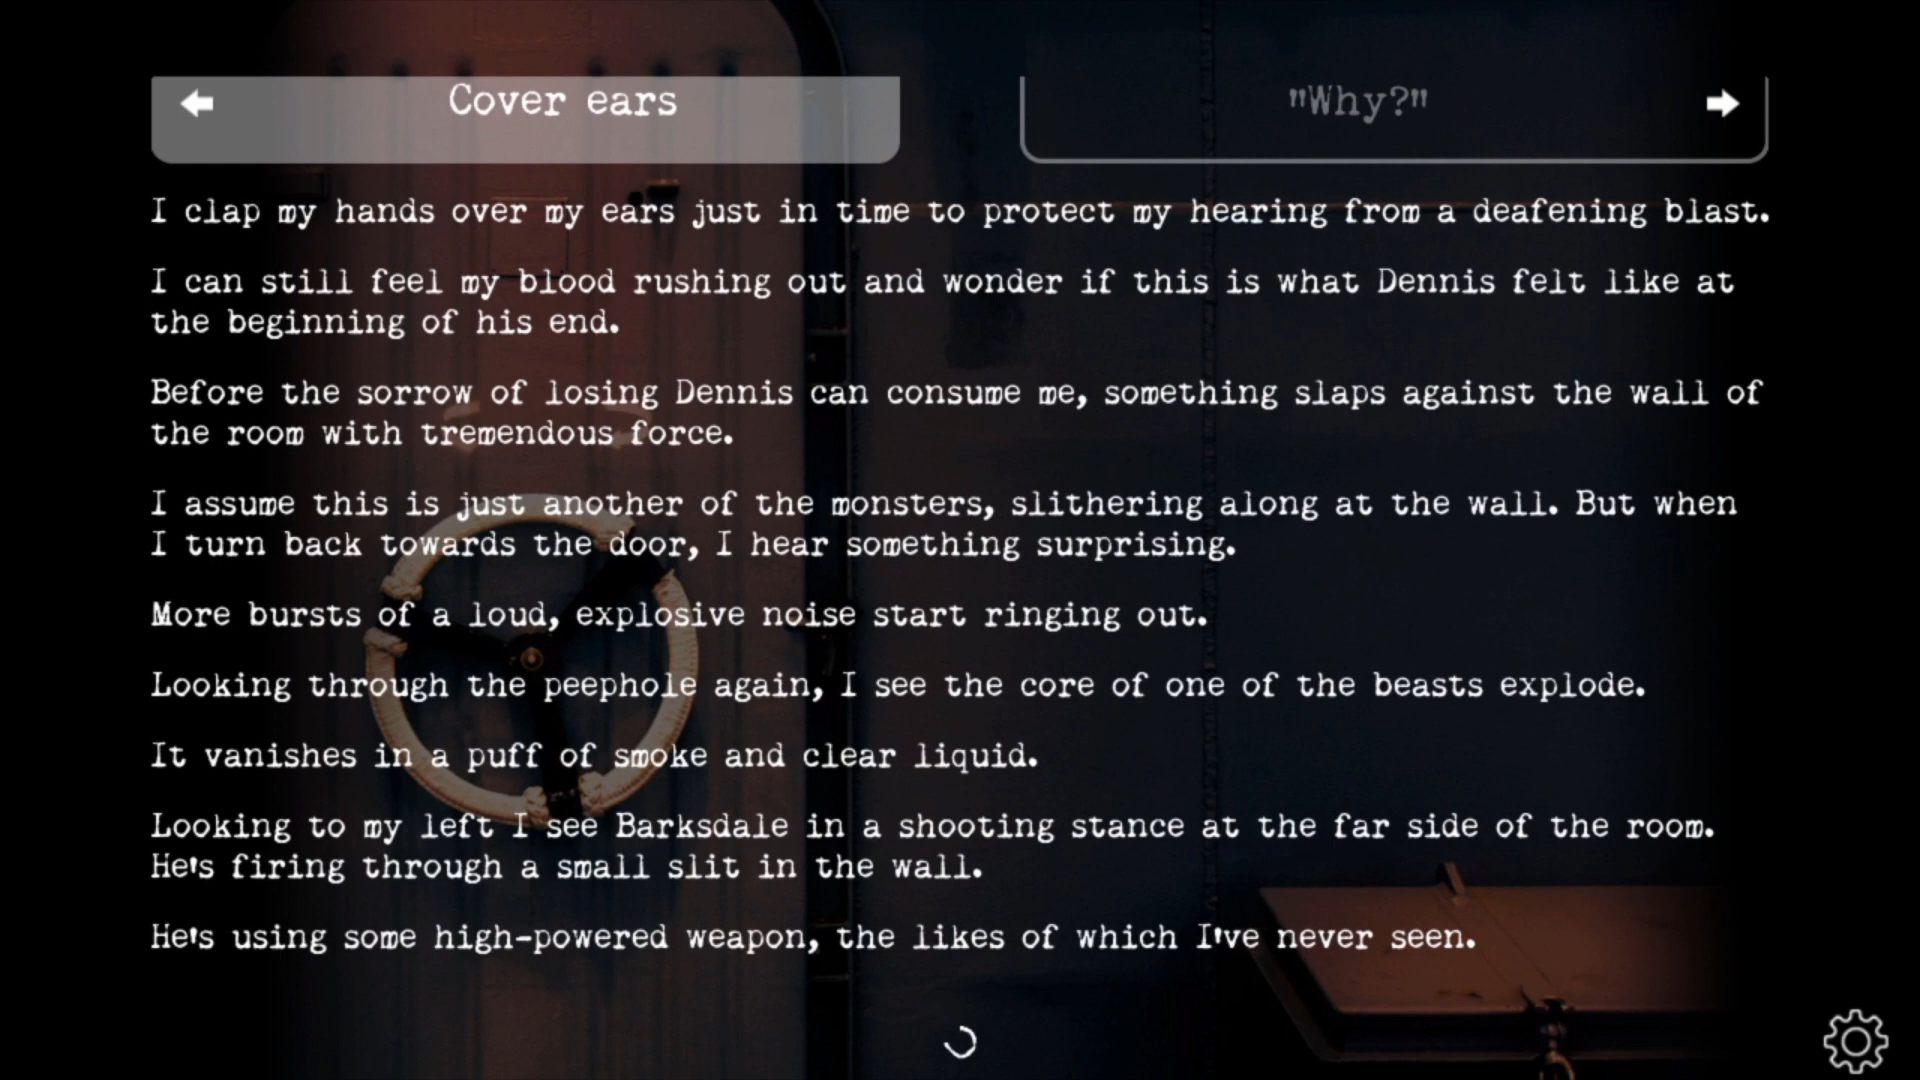 Cover ears
"Why?"
I clap my hands over my ears just in time to protect my hearing from a deafening blast.
I can still feel my blood rushing out and wonder if this is what Dennis felt like at
the beginning of his end.
Before the sorrow of losing Dennis can consume me, something slaps against the wall of
the room with tremendous force.
I assume this is just another of the monsters, slithering along at the wall. But when
I turn back towards the door, I hear something surprising.
More bursts of a loud, explosive noise start ringing out.
Looking through the peephole again, I see the core of one of the beasts explode.
It vanishes in a puff of smoke and clear liquid.
Looking to my left I see Barksdale in a shooting stance at the far side of the room.
He's firing through a small slit in the wall.
He's using some high-powered weapon, the likes of which I've never seen.